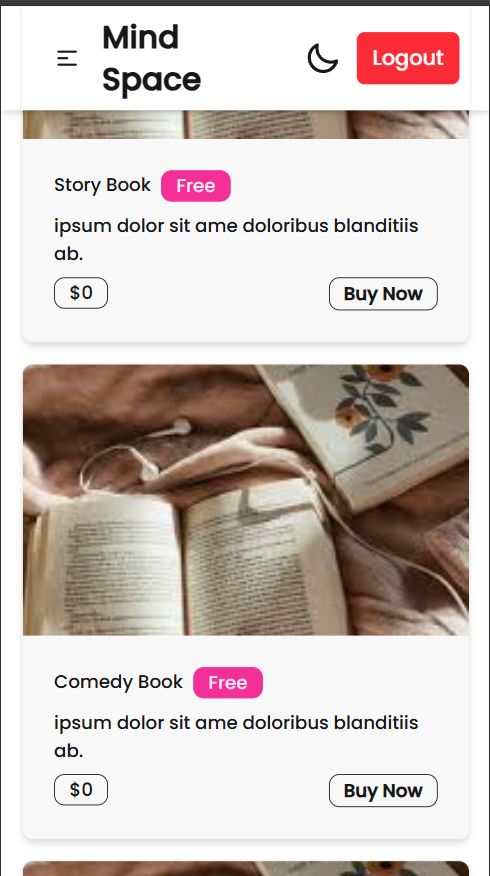 Mind
Space
Logout
Story Book Free
ipsum dolor sit ame doloribus blanditiis
ab.
$0 Buy Now
Comedy Book Free
ipsum dolor sit ame doloribus blanditiis
ab.
$0 Buy Now